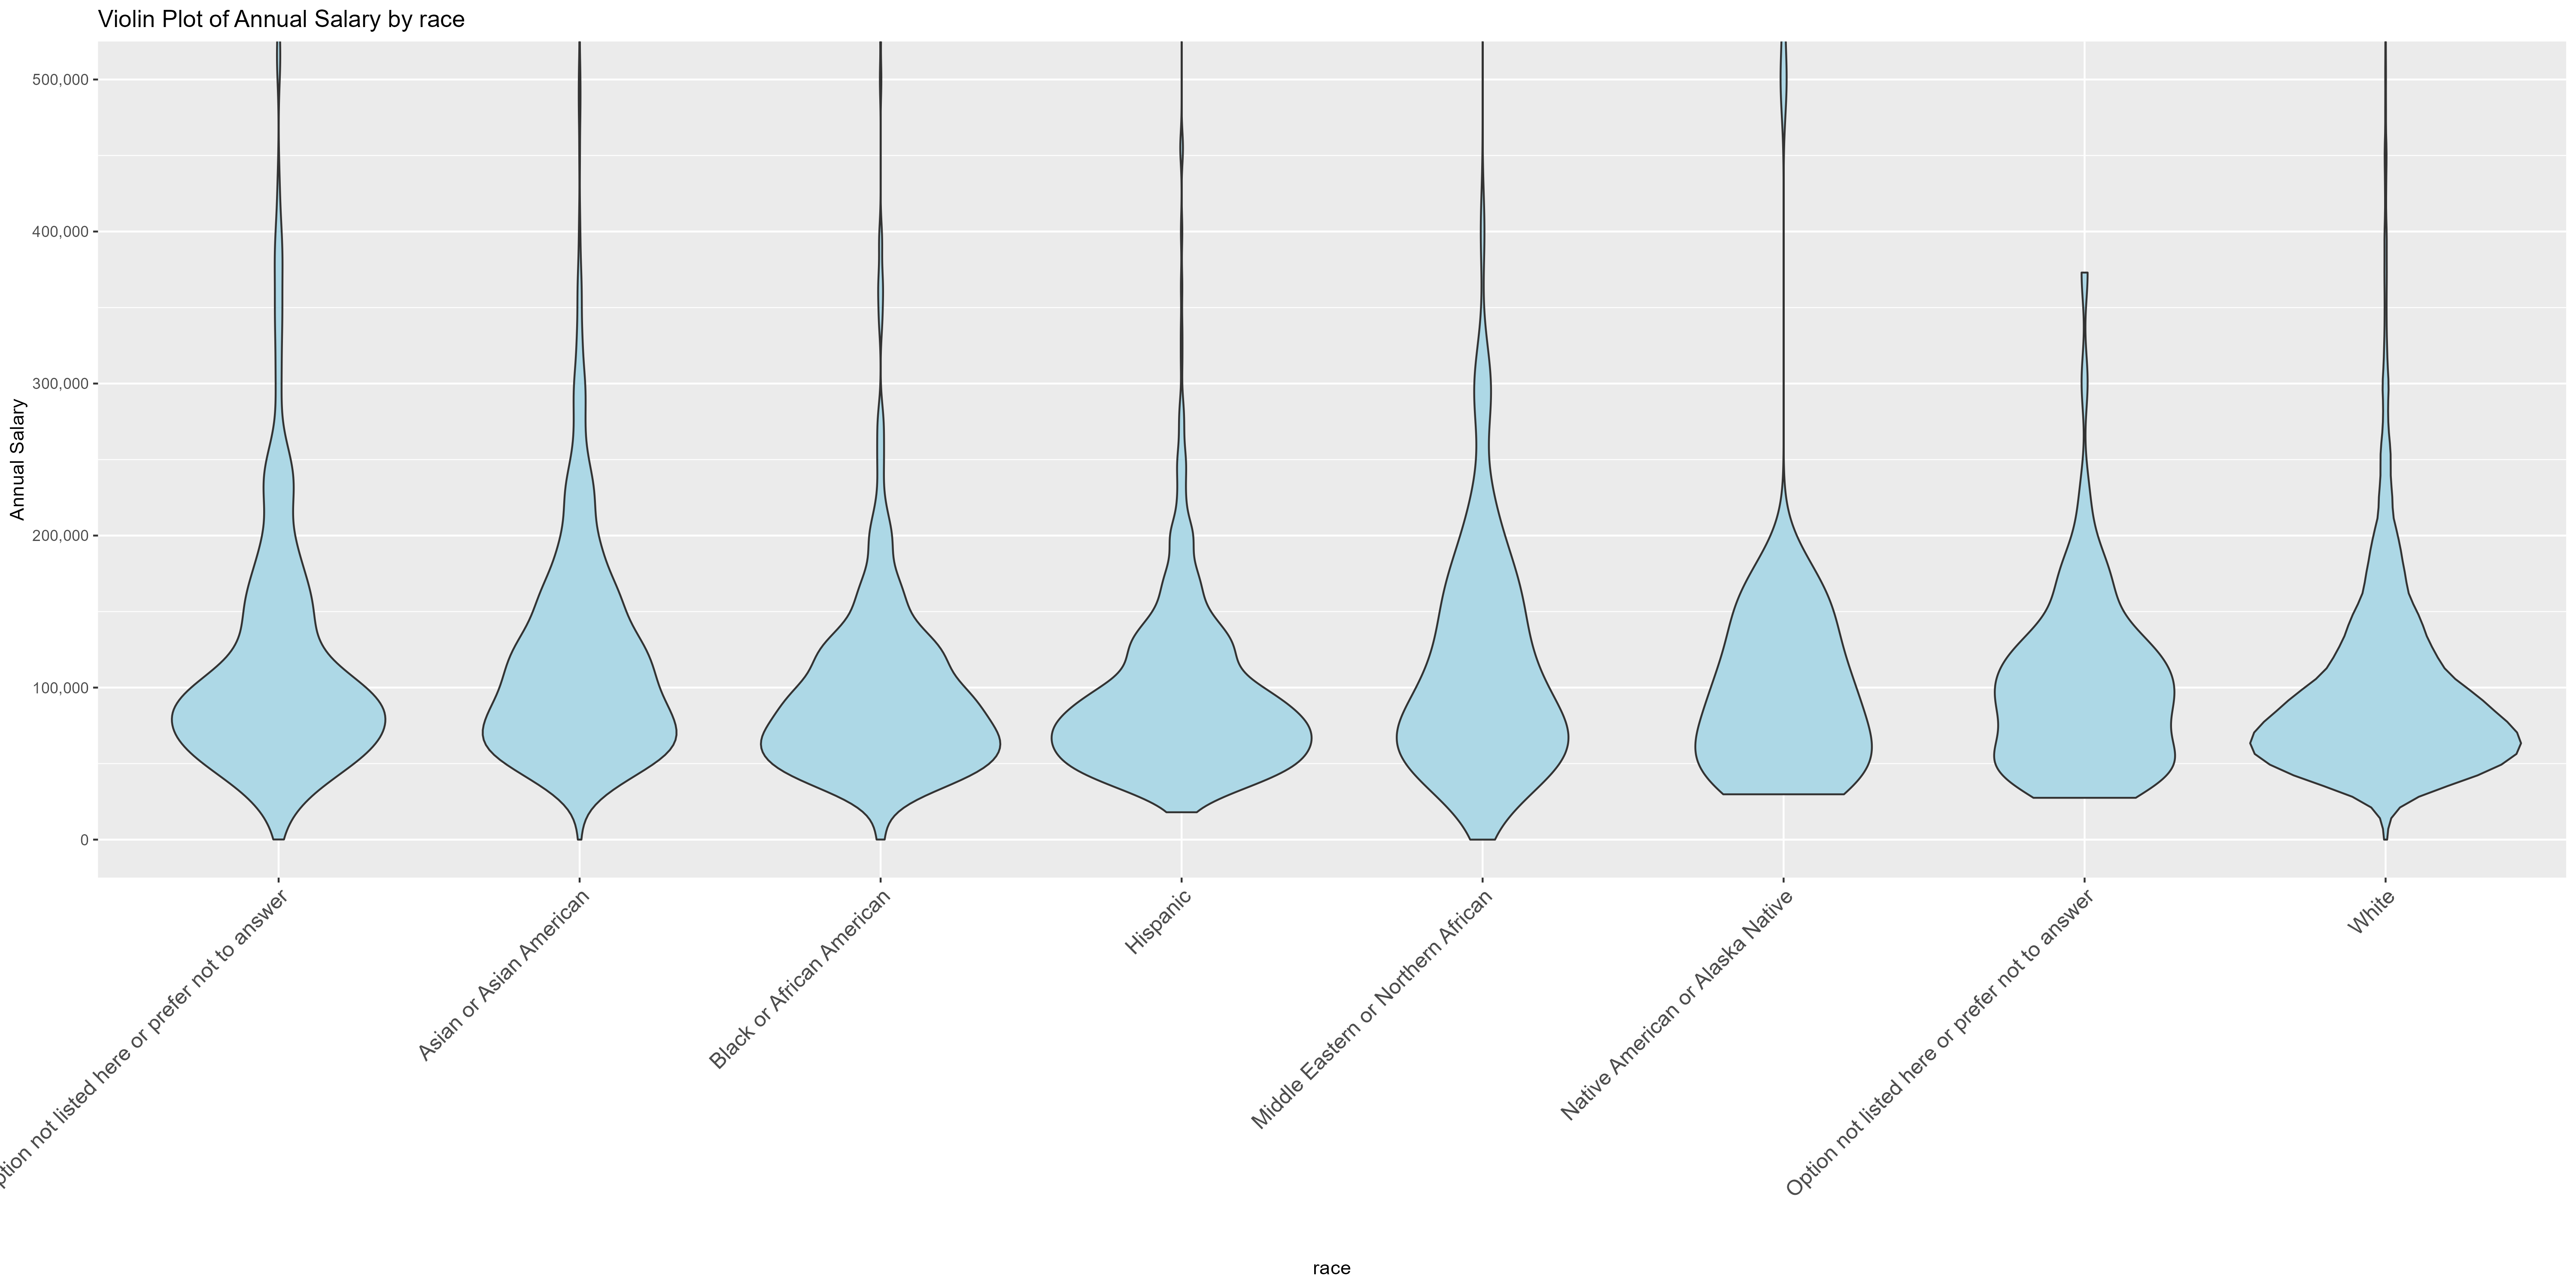 Violin Plot of Annual Salary by race
Annual Salary
500,000
400,000
300,000
200,000
100,000
0
not listed here or prefer not to answer
Asian or Asian American
Black or African American
Hispanic
Middle Eastern or Northern African
Native American or Alaska Native
Option not listed here or prefer not to answer
White
race